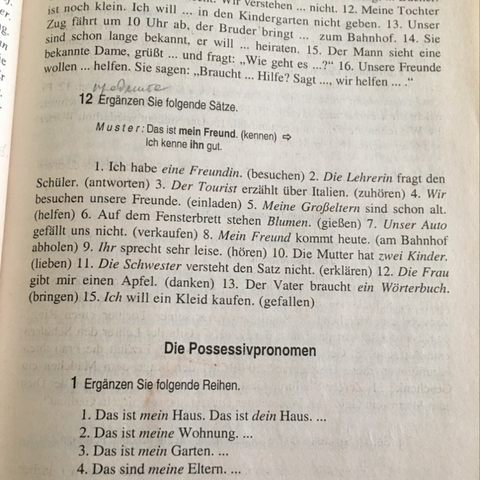 verstehen ... nicht. 12. Meine Tochter
ist noch klein. Ich will ... in den Kindergarten nicht geben. 13. Unser
Zug fährt um 10 Uhr ab, der Bruder bringt ... zum Bahnhof. 14. Sie
sind schon lange bekannt, er will ... heiraten. 15. Der Mann sieht eine
bekannte Dame, grüßt ... und fragt: „Wie geht es ...?“ 16. Unsere Freunde
wollen ... helfen. Sie sagen: „Braucht ... Hilfe? Sagt ..., wir helfen ... .“
12 Ergänzen Sie folgende Sätze.
Muster: Das ist mein Freund. (kennen) ⇨
Ich kenne ihn gut.
1. Ich habe eine Freundin. (besuchen) 2. Die Lehrerin fragt den
Schüler. (antworten) 3. Der Tourist erzählt über Italien. (zuhören) 4. Wir
besuchen unsere Freunde. (einladen) 5. Meine Großeltern sind schon alt.
(helfen) 6. Auf dem Fensterbrett stehen Blumen. (gießen) 7. Unser Auto
gefällt uns nicht. (verkaufen) 8. Mein Freund kommt heute. (am Bahnhof
abholen) 9. Ihr sprecht sehr leise. (hören) 10. Die Mutter hat zwei Kinder.
(lieben) 11. Die Schwester versteht den Satz nicht. (erklären) 12. Die Frau
gibt mir einen Apfel. (danken) 13. Der Vater braucht ein Wörterbuch.
(bringen) 15. Ich will ein Kleid kaufen. (gefallen)
Die Possessivpronomen
1 Ergänzen Sie folgende Reihen.
1. Das ist mein Haus. Das ist dein Haus. ...
2. Das ist meine Wohnung. ...
3. Das ist mein Garten. ...
4. Das sind meine Eltern. ...